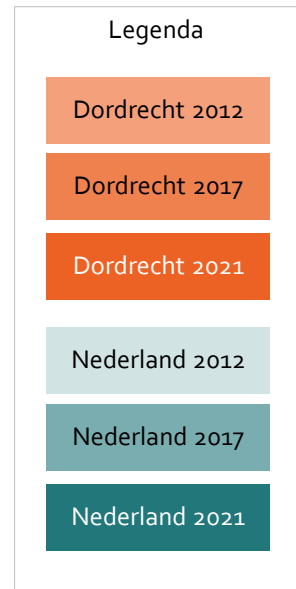 Legenda
Dordrecht 2012
Dordrecht 2017
Dordrecht 2021
Nederland 2012
Nederland 2017
Nederland 2021